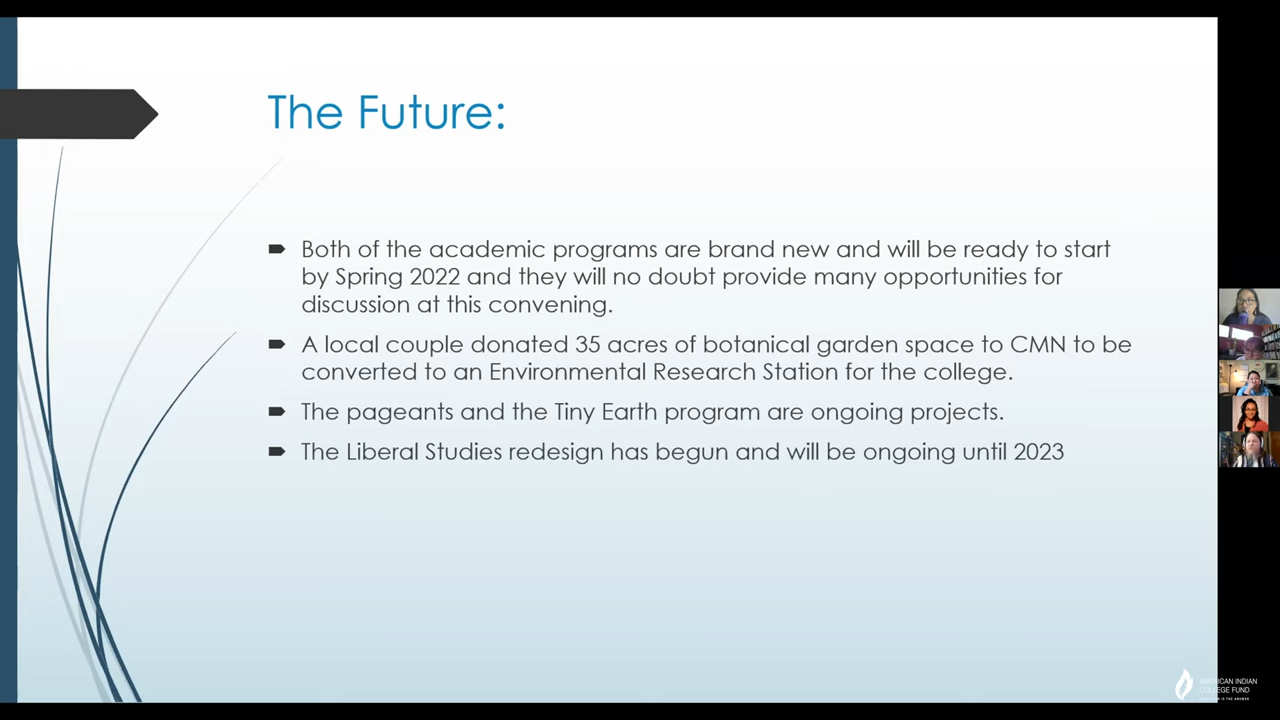 The Future:
Both of the academic programs are brand new and will be ready to start
by Spring 2022 and they will no doubt provide many opportunities for
discussion at this convening.
A local couple donated 35 acres of botanical garden space to CMN to be
converted to an Environmental Research Station for the college.
The pageants and the Tiny Earth program are ongoing projects.
The Liberal Studies redesign has begun and will be ongoing until 2023
AMERICAN INDIAN
COLLEGE FUND
IS THE ANSWER